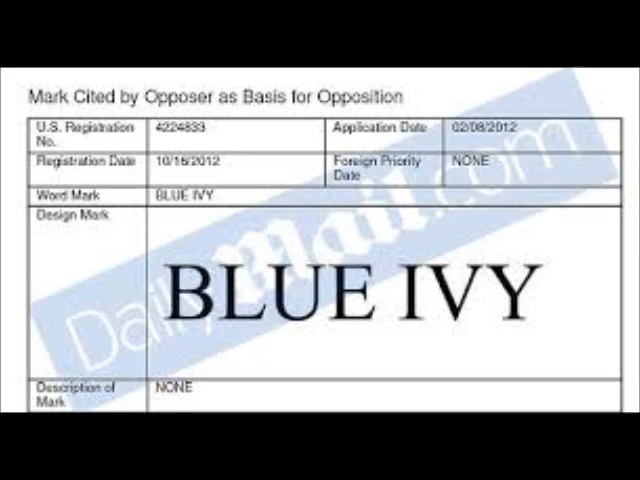 Mark Cited by Opposer as Basis for Opposition
U.S. Registration No. 4224833 Application Date 02/08/2012
Registration Date 10/16/2012 Foreign Priority Date NONE
Word Mark BLUE IVY
Design Mark
BLUE IVY
Description of Mark NONE
Daily Mail.com